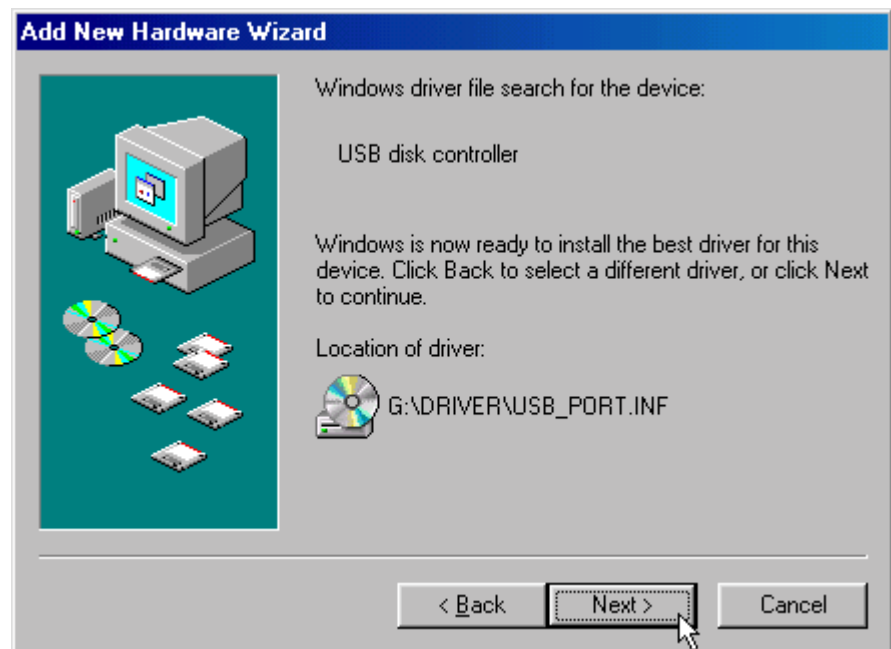 Add New Hardware Wizard
Windows driver file search for the device:
USB disk controller
Windows is now ready to install the best driver for this
device. Click Back to select a different driver, or click Next
to continue.
Location of driver:
G:\DRIVER\USB_PORT.INF
< Back Next > Cancel